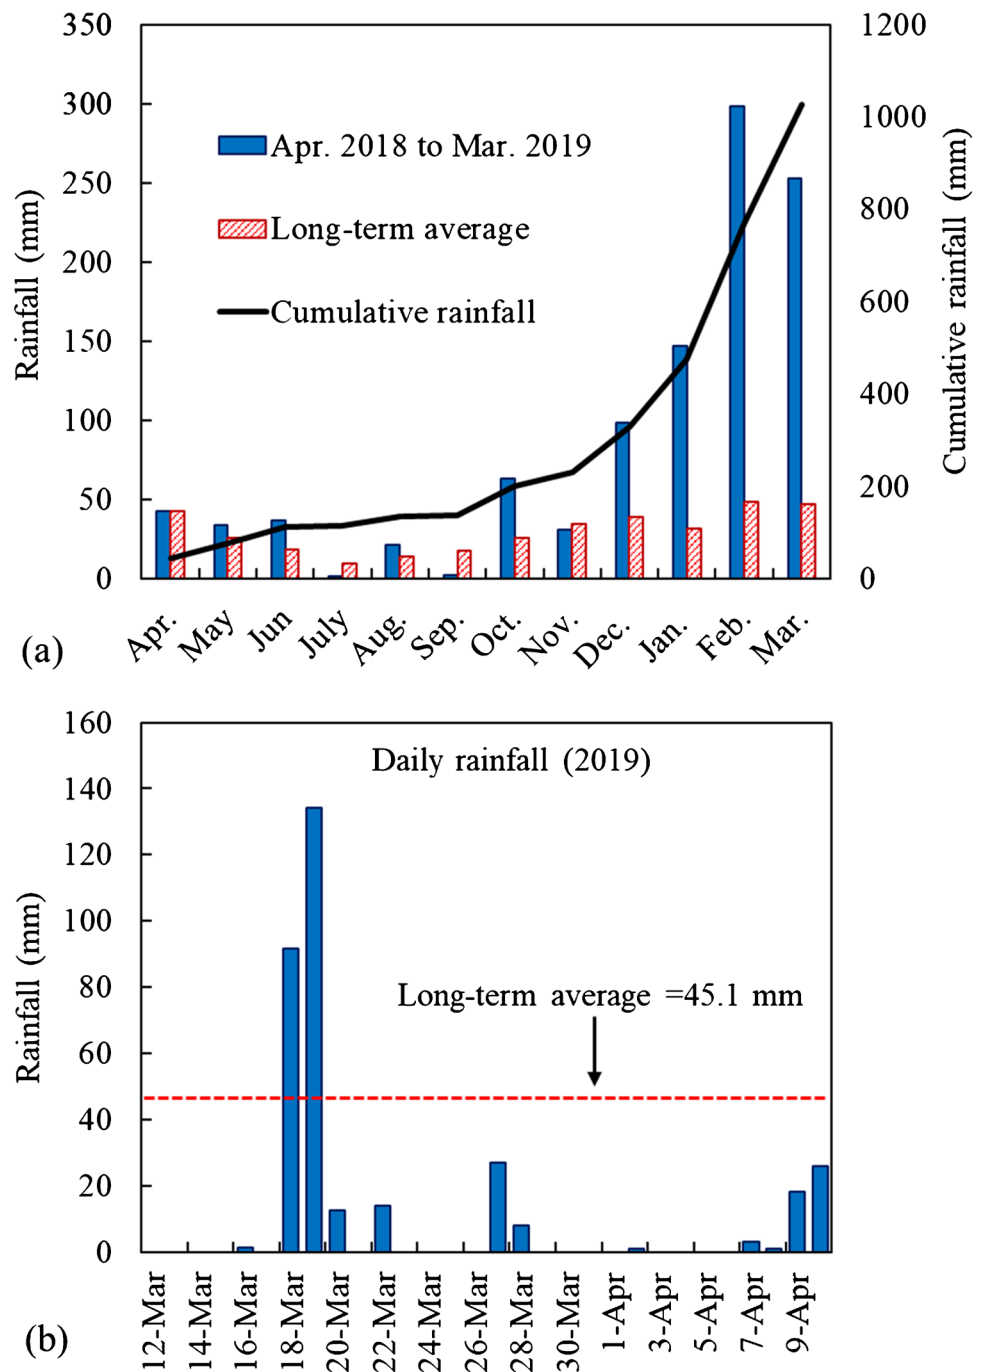 350
300
250
200
150
100
50
0
Rainfall (mm)
1200
1000
800
600
400
200
0
Cumulative rainfall (mm)
Apr. 2018 to Mar. 2019
Long-term average
Cumulative rainfall
Apr.
May
Jun
July
Aug.
Sep.
Oct.
Nov.
Dec.
Jan.
Feb.
Mar.
(a)
160
140
120
100
80
60
40
20
0
Rainfall (mm)
Daily rainfall (2019)
Long-term average =45.1 mm
12-Mar
14-Mar
16-Mar
18-Mar
20-Mar
22-Mar
24-Mar
26-Mar
28-Mar
30-Mar
1-Apr
3-Apr
5-Apr
7-Apr
9-Apr
(b)